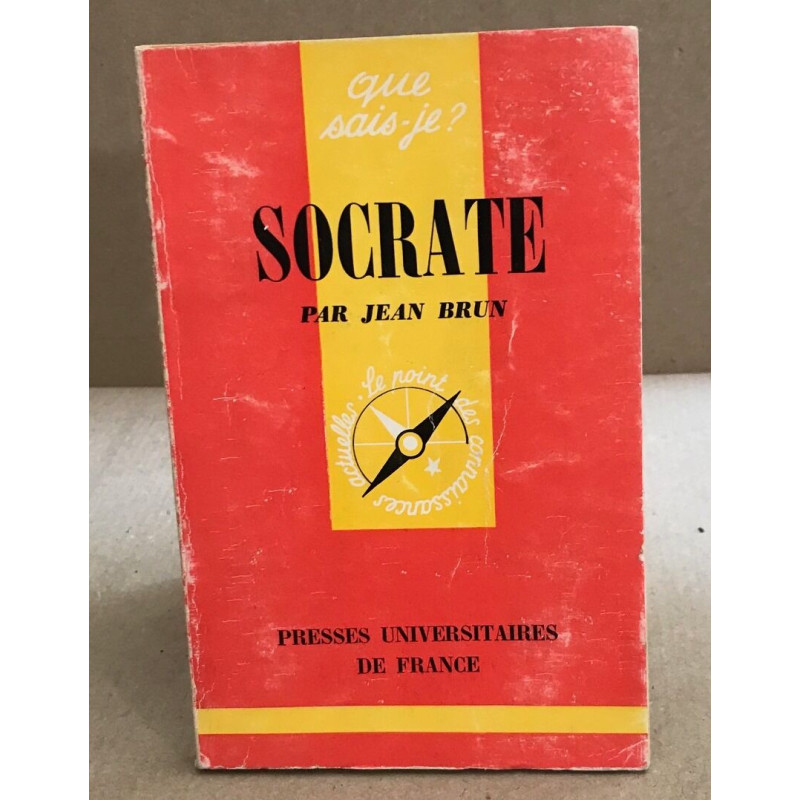 que
sais-je?
SOCRATE
PAR JEAN BRUN
Le point des connaissances actuelles.
PRESSES UNIVERSITAIRES
DE FRANCE